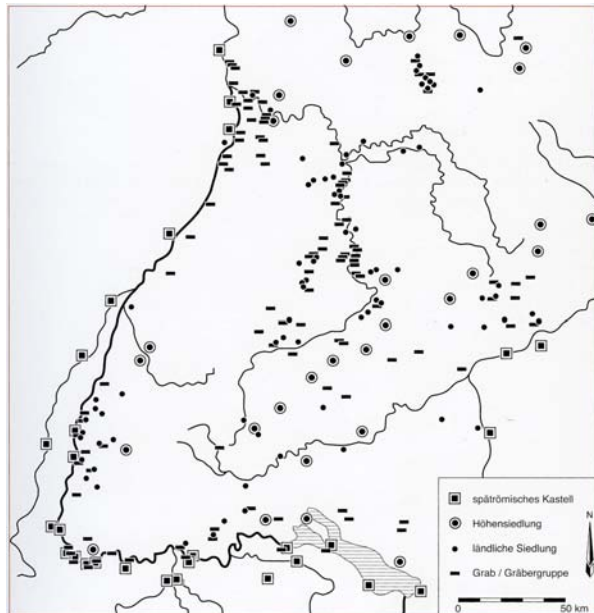 spätrömisches Kastell
Höhensiedlung
ländliche Siedlung
Grab / Gräbergruppe
N
0
50 km